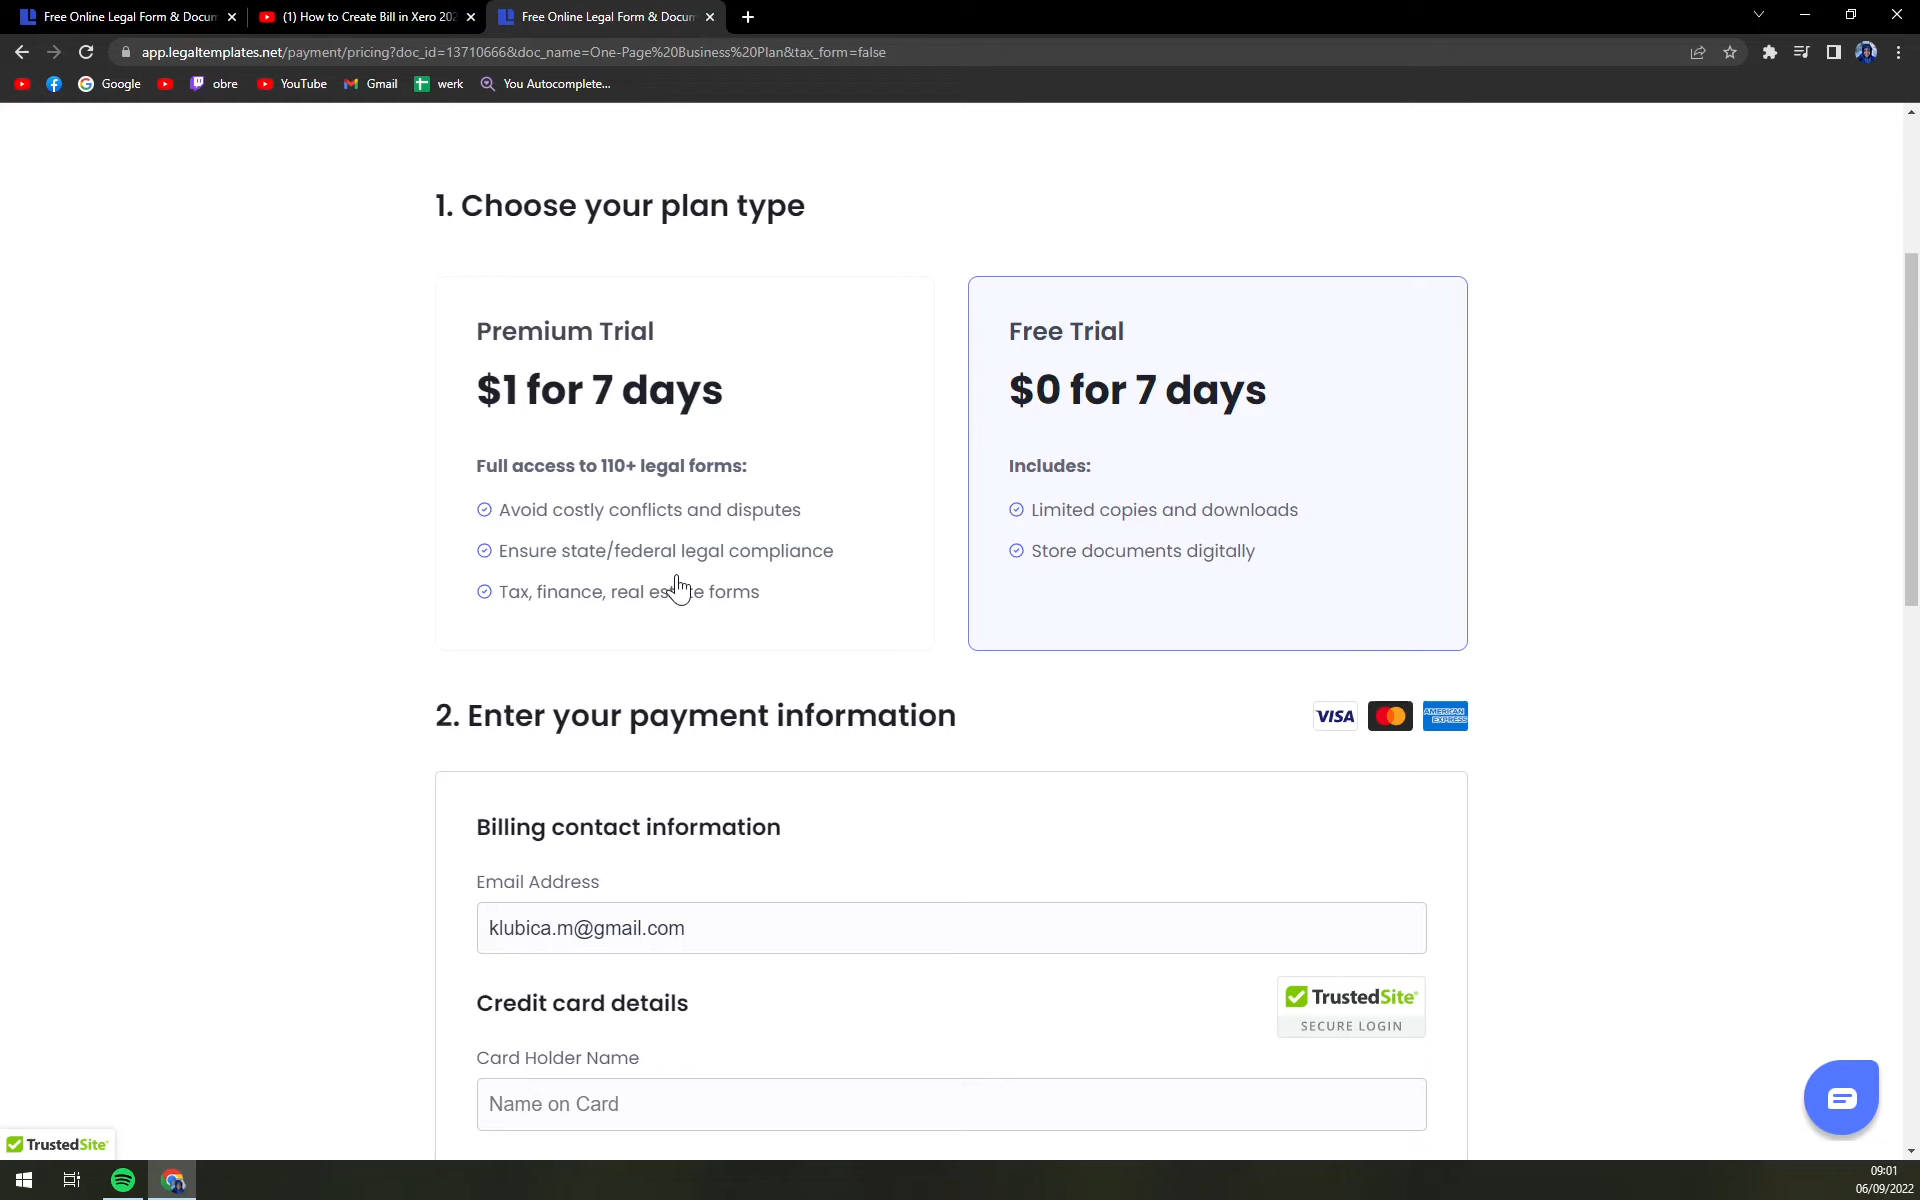 Free Online Legal Form & Docum
(1) How to Create Bill in Xero 202
Free Online Legal Form & Docum
app.legaltemplates.net/payment/pricing?doc_id=13710666&doc_name=One-Page%20Business%20Plan&tax_form=false
Google obre YouTube Gmail werk You Autocomplete...
1. Choose your plan type
Premium Trial
$1 for 7 days
Full access to 110+ legal forms:
Avoid costly conflicts and disputes
Ensure state/federal legal compliance
Tax, finance, real estate forms
Free Trial
$0 for 7 days
Includes:
Limited copies and downloads
Store documents digitally
2. Enter your payment information
VISA
AMERICAN EXPRESS
Billing contact information
Email Address
klubica.m@gmail.com
Credit card details
TrustedSite
SECURE LOGIN
Card Holder Name
Name on Card
TrustedSite
09:01
06/09/2022